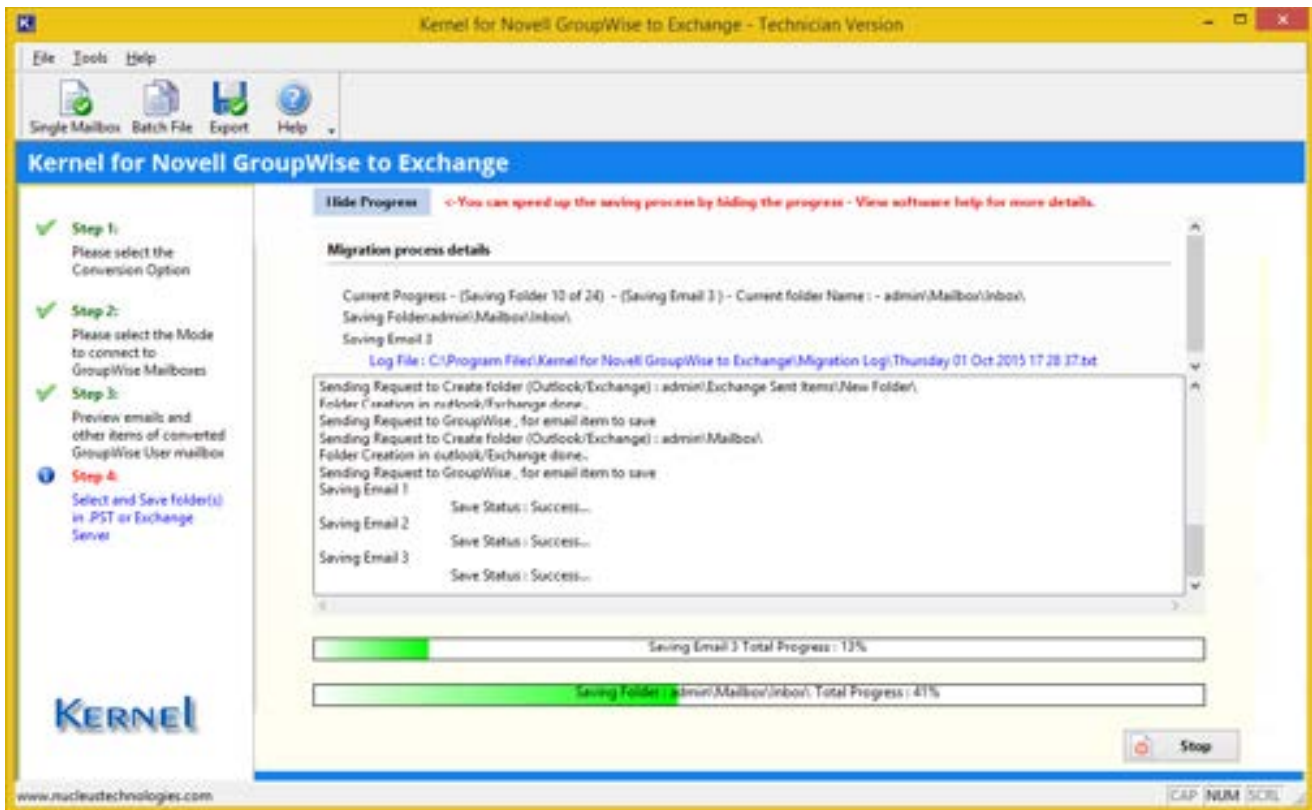 Kernel for Novell GroupWise to Exchange - Technician Version
File Tools Help
Single Mailbox Batch File Export Help
Kernel for Novell GroupWise to Exchange
Hide Progress <-You can speed up the saving process by hiding the progress - View software help for more details.
Step 1:
Please select the
Conversion Option
Step 2:
Please select the Mode
to connect to
GroupWise Mailboxes
Step 3:
Preview emails and
other items of converted
GroupWise User mailbox
Step 4:
Select and Save folder(s)
in .PST or Exchange
Server
Migration process details
Current Progress - (Saving Folder 10 of 24) - (Saving Email 3 ) - Current folder Name : - admin\Mailbox\Inbox\
Saving Folder:admin\Mailbox\Inbox\
Saving Email 3
Log File : C:\Program Files\Kernel for Novell GroupWise to Exchange\Migration Log\Thursday 01 Oct 2015 17 28 37.txt
Sending Request to Create folder (Outlook/Exchange) : admin\Exchange Sent Items\New Folder\
Folder Creation in outlook/Exchange done..
Sending Request to GroupWise , for email item to save
Sending Request to Create folder (Outlook/Exchange) : admin\Mailbox\
Folder Creation in outlook/Exchange done..
Sending Request to GroupWise , for email item to save
Saving Email 1
Save Status : Success...
Saving Email 2
Save Status : Success...
Saving Email 3
Save Status : Success...
Saving Email 3 Total Progress : 13%
Saving Folder : admin\Mailbox\Inbox\ Total Progress : 41%
KERNEL
Stop
www.nucleustechnologies.com
CAP NUM SCRL